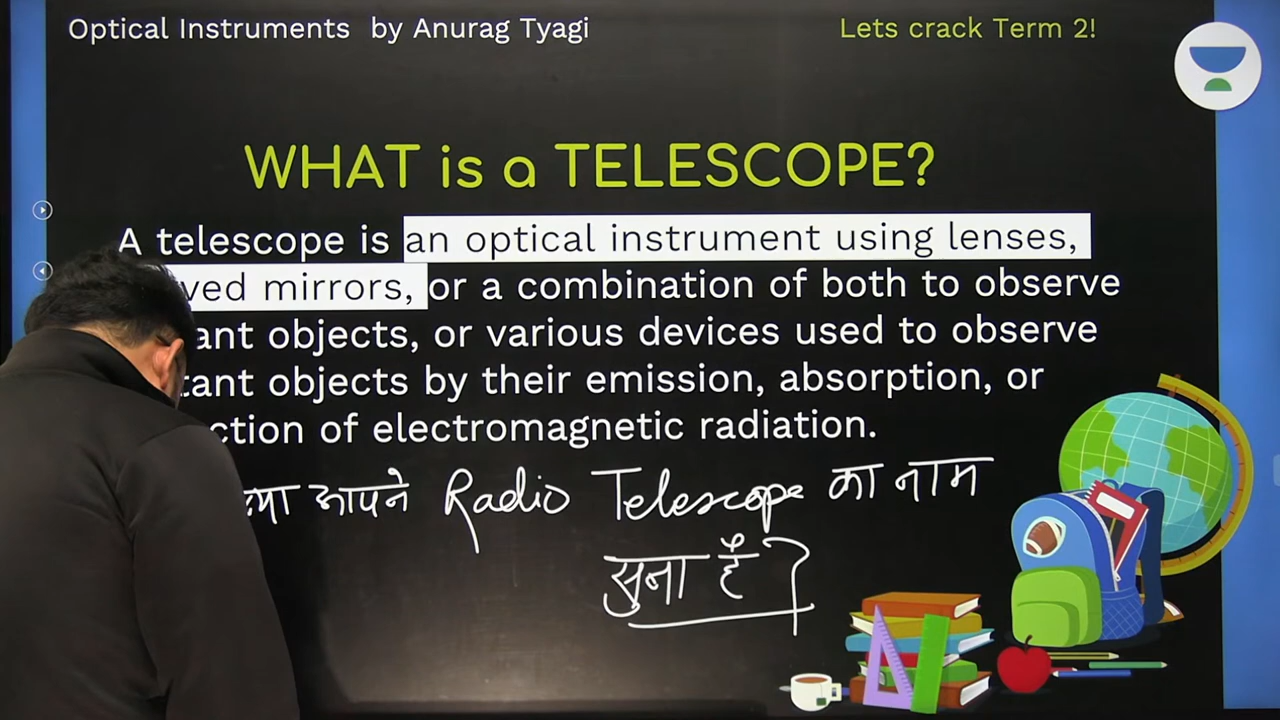 Optical Instruments by Anurag Tyagi
Lets crack Term 2!
WHAT is a TELESCOPE?
A telescope is an optical instrument using lenses,
mirrors, or a combination of both to observe
objects, or various devices used to observe
objects by their emission, absorption, or
of electromagnetic radiation.
आपने Radio Telescope का नाम
सुना है ?